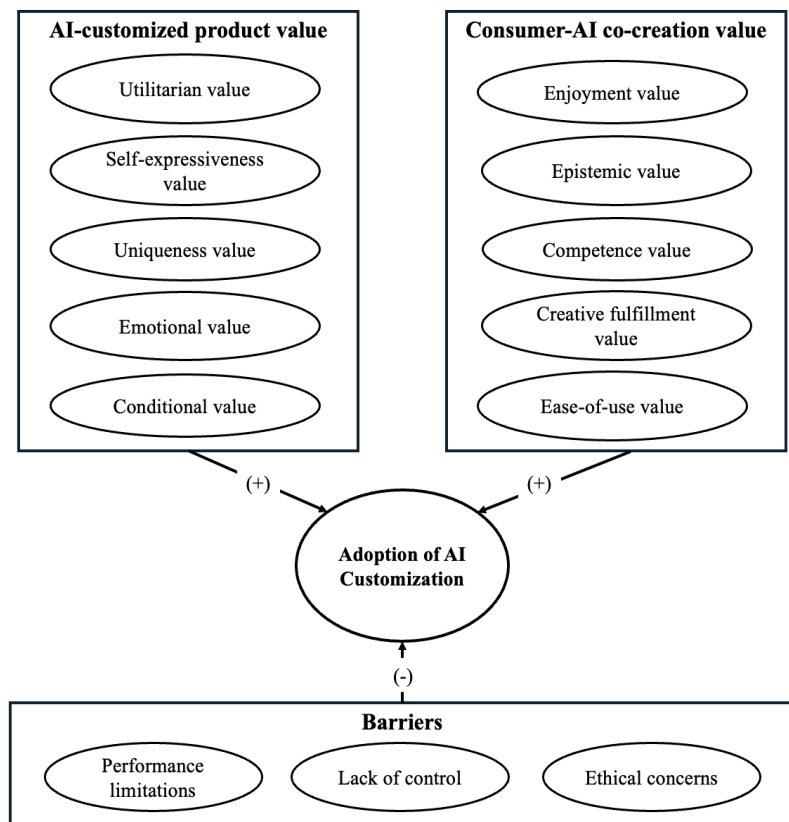 AI-customized product value
Utilitarian value
Self-expressiveness
value
Uniqueness value
Emotional value
Conditional value
Consumer-AI co-creation value
Enjoyment value
Epistemic value
Competence value
Creative fulfillment
value
Ease-of-use value
(+)
(+)
Adoption of AI
Customization
(-)
Barriers
Performance
limitations
Lack of control
Ethical concerns